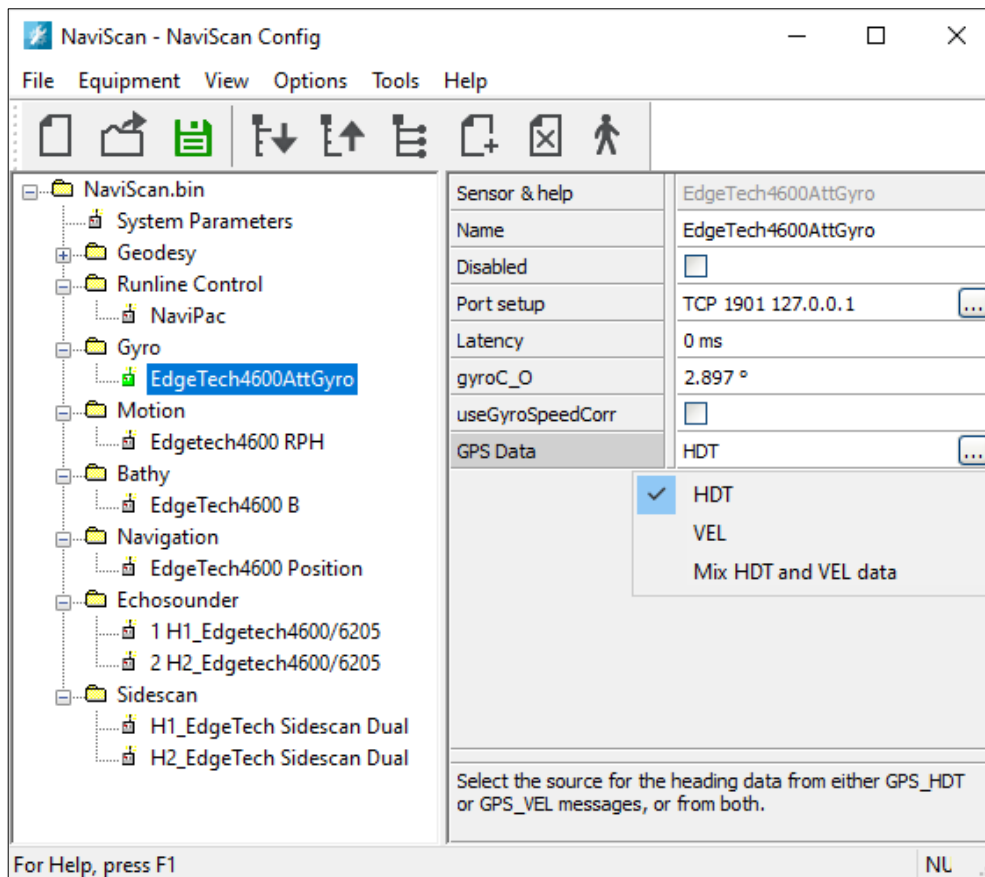 NaviScan - NaviScan Config
File Equipment View Options Tools Help
NaviScan.bin
System Parameters
Geodesy
Runline Control
NaviPac
Gyro
EdgeTech4600AttGyro
Motion
Edgetech4600 RPH
Bathy
EdgeTech4600 B
Navigation
EdgeTech4600 Position
Echosounder
1 H1_Edgetech4600/6205
2 H2_Edgetech4600/6205
Sidescan
H1_EdgeTech Sidescan Dual
H2_EdgeTech Sidescan Dual
Sensor & help EdgeTech4600AttGyro
Name EdgeTech4600AttGyro
Disabled
Port setup TCP 1901 127.0.0.1 ...
Latency 0 ms
gyroC_O 2.897 °
useGyroSpeedCorr
GPS Data HDT ...
HDT
VEL
Mix HDT and VEL data
Select the source for the heading data from either GPS_HDT
or GPS_VEL messages, or from both.
For Help, press F1 NU